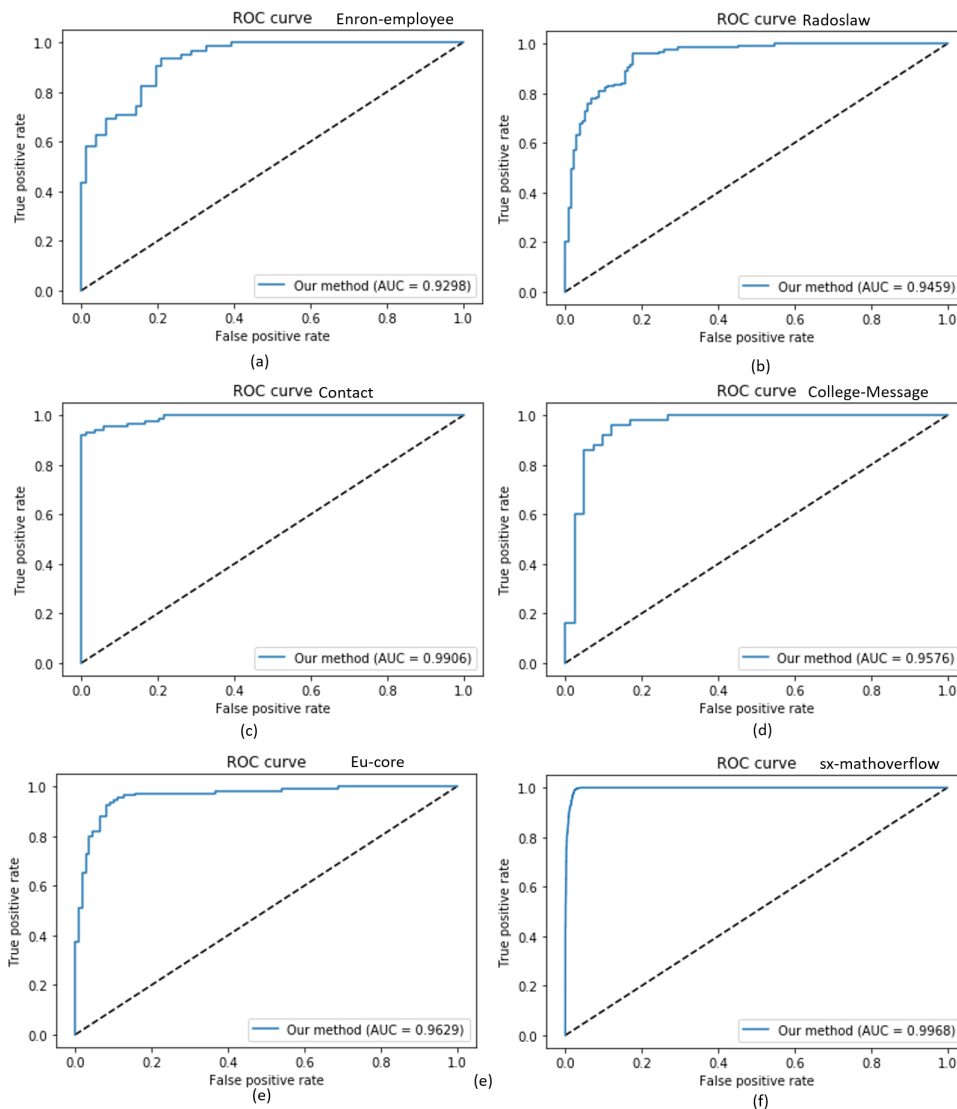 ROC curve Enron-employee
1.0
0.8
0.6
0.4
0.2
0.0
True positive rate
Our method (AUC = 0.9298)
0.0 0.2 0.4 0.6 0.8 1.0
False positive rate
(a)
ROC curve Radoslaw
1.0
0.8
0.6
0.4
0.2
0.0
True positive rate
Our method (AUC = 0.9459)
0.0 0.2 0.4 0.6 0.8 1.0
False positive rate
(b)
ROC curve Contact
1.0
0.8
0.6
0.4
0.2
0.0
True positive rate
Our method (AUC = 0.9906)
0.0 0.2 0.4 0.6 0.8 1.0
False positive rate
(c)
ROC curve College-Message
1.0
0.8
0.6
0.4
0.2
0.0
True positive rate
Our method (AUC = 0.9576)
0.0 0.2 0.4 0.6 0.8 1.0
False positive rate
(d)
ROC curve Eu-core
1.0
0.8
0.6
0.4
0.2
0.0
True positive rate
Our method (AUC = 0.9629)
0.0 0.2 0.4 0.6 0.8 1.0
False positive rate
(e)
(e)
ROC curve sx-mathoverflow
1.0
0.8
0.6
0.4
0.2
0.0
True positive rate
Our method (AUC = 0.9968)
0.0 0.2 0.4 0.6 0.8 1.0
False positive rate
(f)